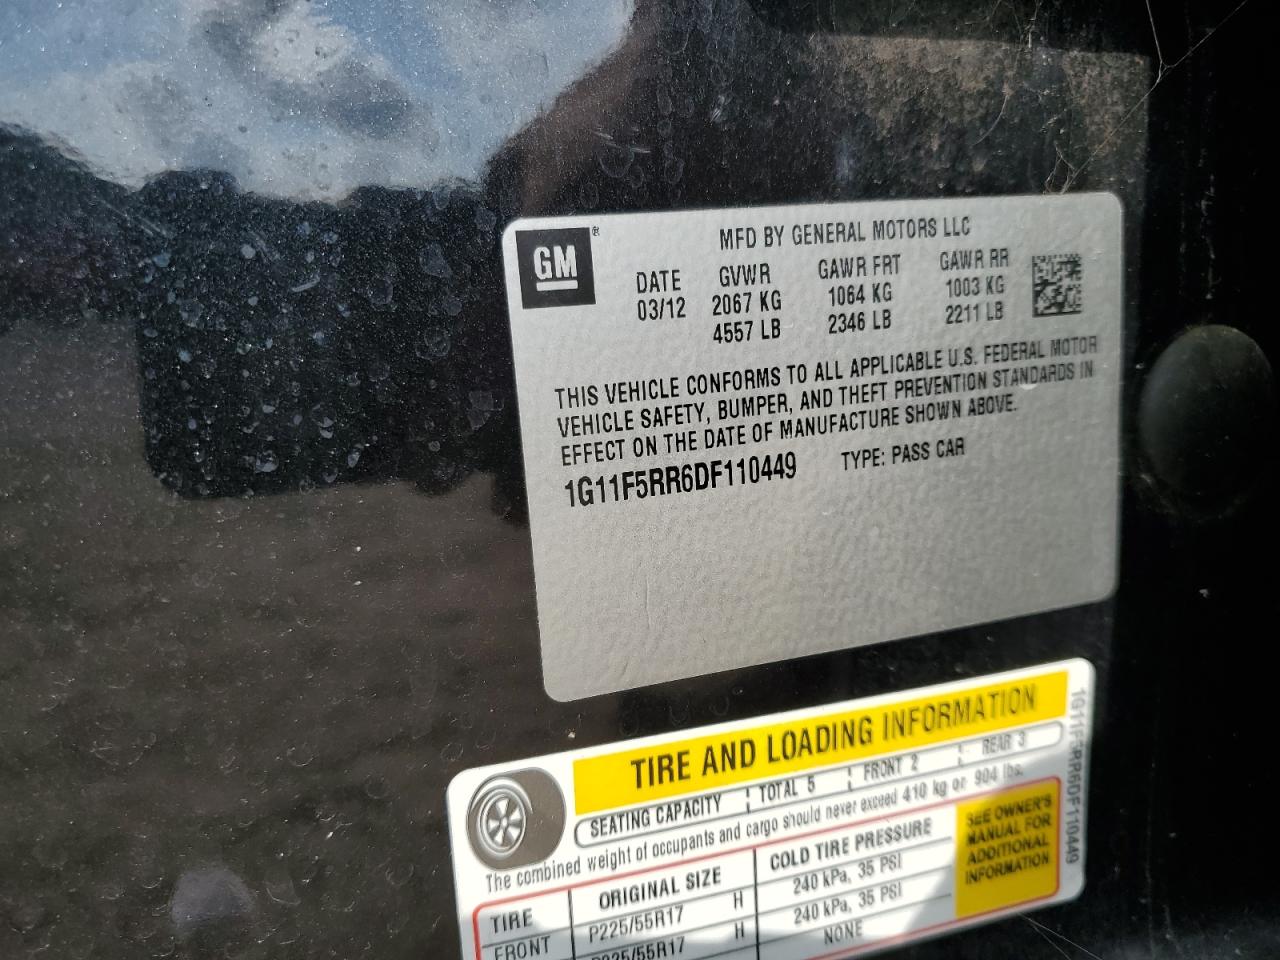 GM®
MFD BY GENERAL MOTORS LLC
DATE GVWR GAWR FRT GAWR RR
03/12 2067 KG 1064 KG 1003 KG
4557 LB 2346 LB 2211 LB
THIS VEHICLE CONFORMS TO ALL APPLICABLE U.S. FEDERAL MOTOR
VEHICLE SAFETY, BUMPER, AND THEFT PREVENTION STANDARDS IN
EFFECT ON THE DATE OF MANUFACTURE SHOWN ABOVE.
1G11F5RR6DF110449 TYPE: PASS CAR
TIRE AND LOADING INFORMATION
SEATING CAPACITY TOTAL 5 FRONT 2 REAR 3
The combined weight of occupants and cargo should never exceed 410 kg or 904 lbs.
TIRE ORIGINAL SIZE COLD TIRE PRESSURE
FRONT P225/55R17 H 240 kPa, 35 PSI
P225/55R17 H 240 kPa, 35 PSI
NONE
SEE OWNER'S
MANUAL FOR
ADDITIONAL
INFORMATION
1G11F5RR6DF110449